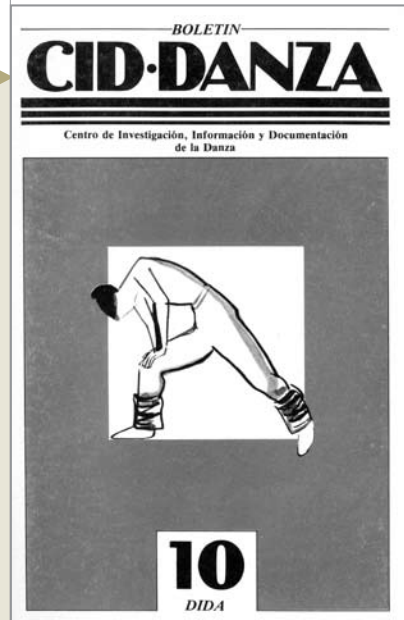 BOLETIN
CID·DANZA
Centro de Investigación, Información y Documentación
de la Danza
10
DIDA